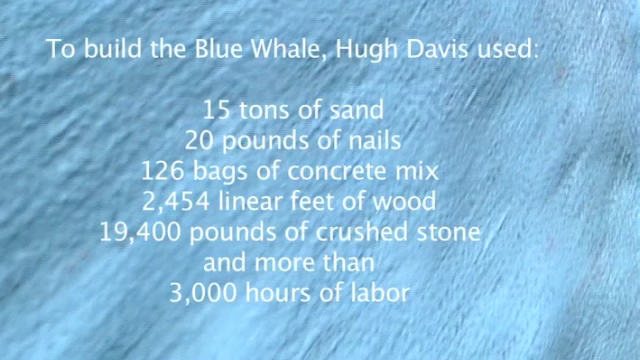 To build the Blue Whale, Hugh Davis used:
15 tons of sand
20 pounds of nails
126 bags of concrete mix
2,454 linear feet of wood
19,400 pounds of crushed stone
and more than
3,000 hours of labor